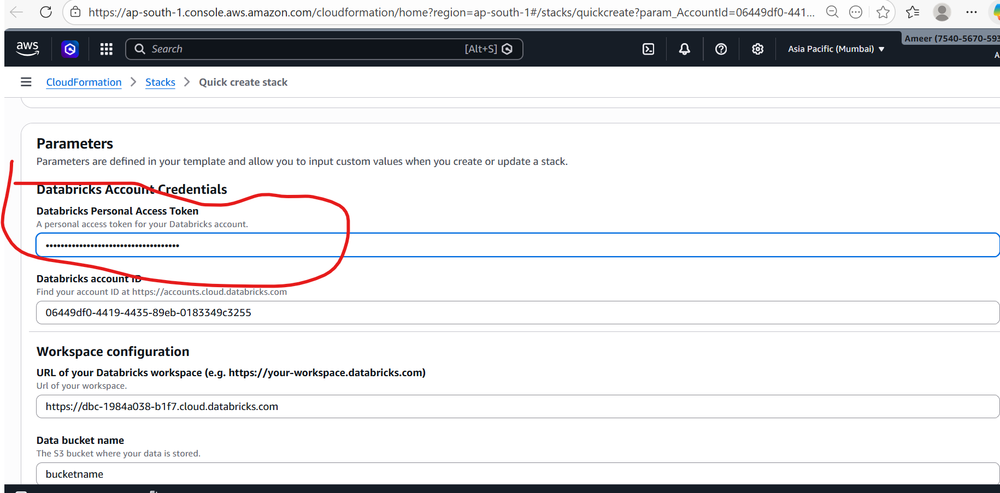 https://ap-south-1.console.aws.amazon.com/cloudformation/home?region=ap-south-1#/stacks/quickcreate?param_AccountId=06449df0-441...
aws
Search
[Alt+S]
Asia Pacific (Mumbai)
Ameer (7540-5670-593
A
CloudFormation > Stacks > Quick create stack
Parameters
Parameters are defined in your template and allow you to input custom values when you create or update a stack.
Databricks Account Credentials
Databricks Personal Access Token
A personal access token for your Databricks account.
••••••••••••••••••••••••••••••••••••
Databricks account ID
Find your account ID at https://accounts.cloud.databricks.com
06449df0-4419-4435-89eb-0183349c3255
Workspace configuration
URL of your Databricks workspace (e.g. https://your-workspace.databricks.com)
Url of your workspace.
https://dbc-1984a038-b1f7.cloud.databricks.com
Data bucket name
The S3 bucket where your data is stored.
bucketname